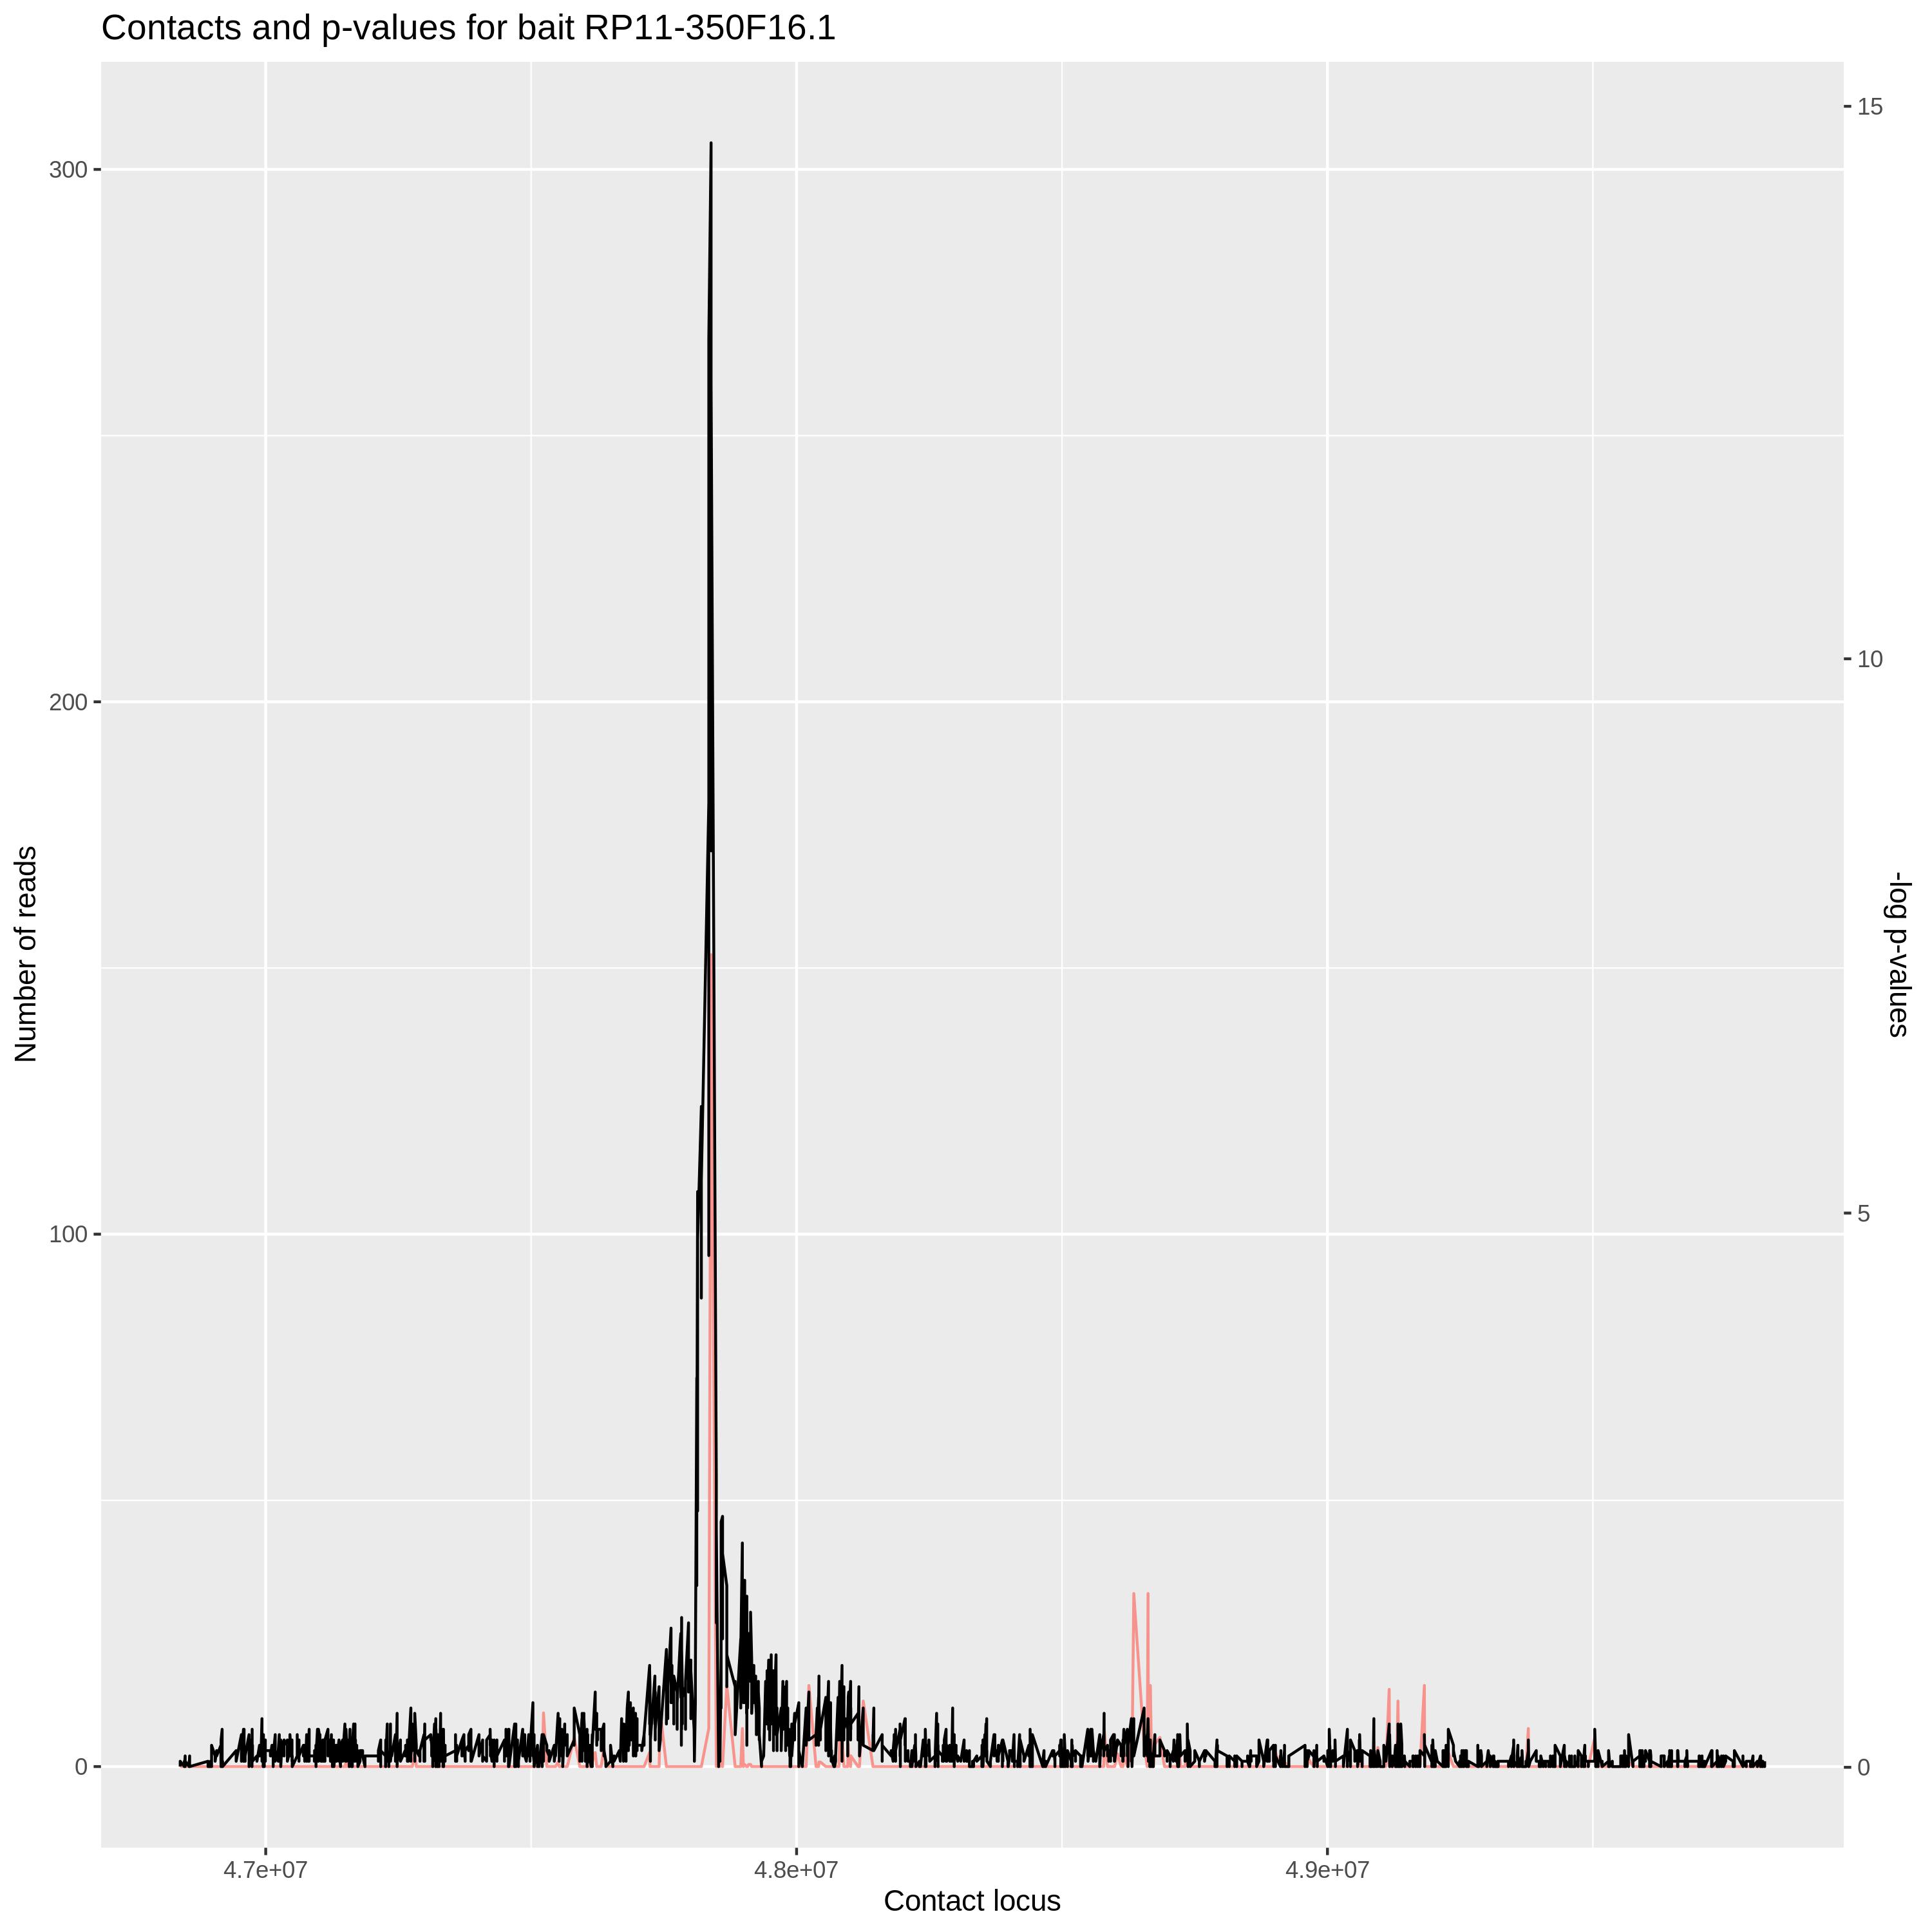 Contacts and p-values for bait RP11-350F16.1
300
200
100
0
Number of reads
15
10
5
0
-log p-values
4.7e+07
4.8e+07
4.9e+07
Contact locus